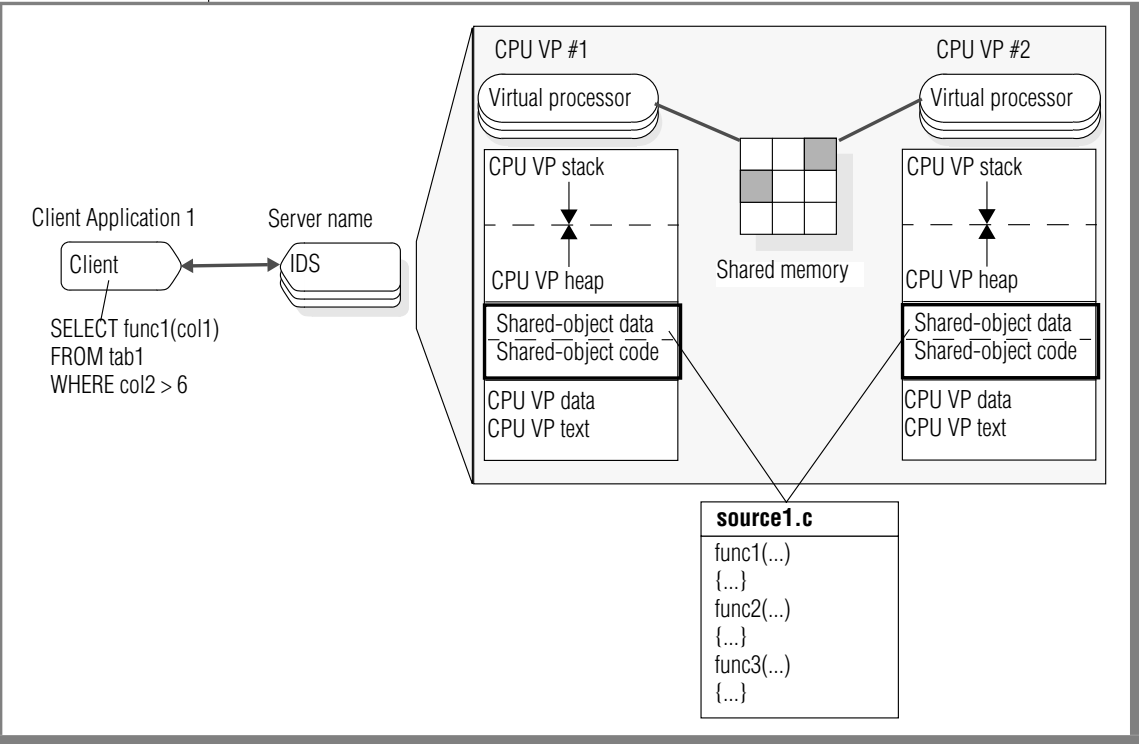 CPU VP #1
CPU VP #2
Virtual processor
Virtual processor
CPU VP stack
CPU VP stack
Client Application 1
Server name
Client
IDS
Shared memory
CPU VP heap
CPU VP heap
SELECT func1(col1)
FROM tab1
WHERE col2 > 6
Shared-object data
Shared-object code
Shared-object data
Shared-object code
CPU VP data
CPU VP text
CPU VP data
CPU VP text
source1.c
func1(...)
{...}
func2(...)
{...}
func3(...)
{...}